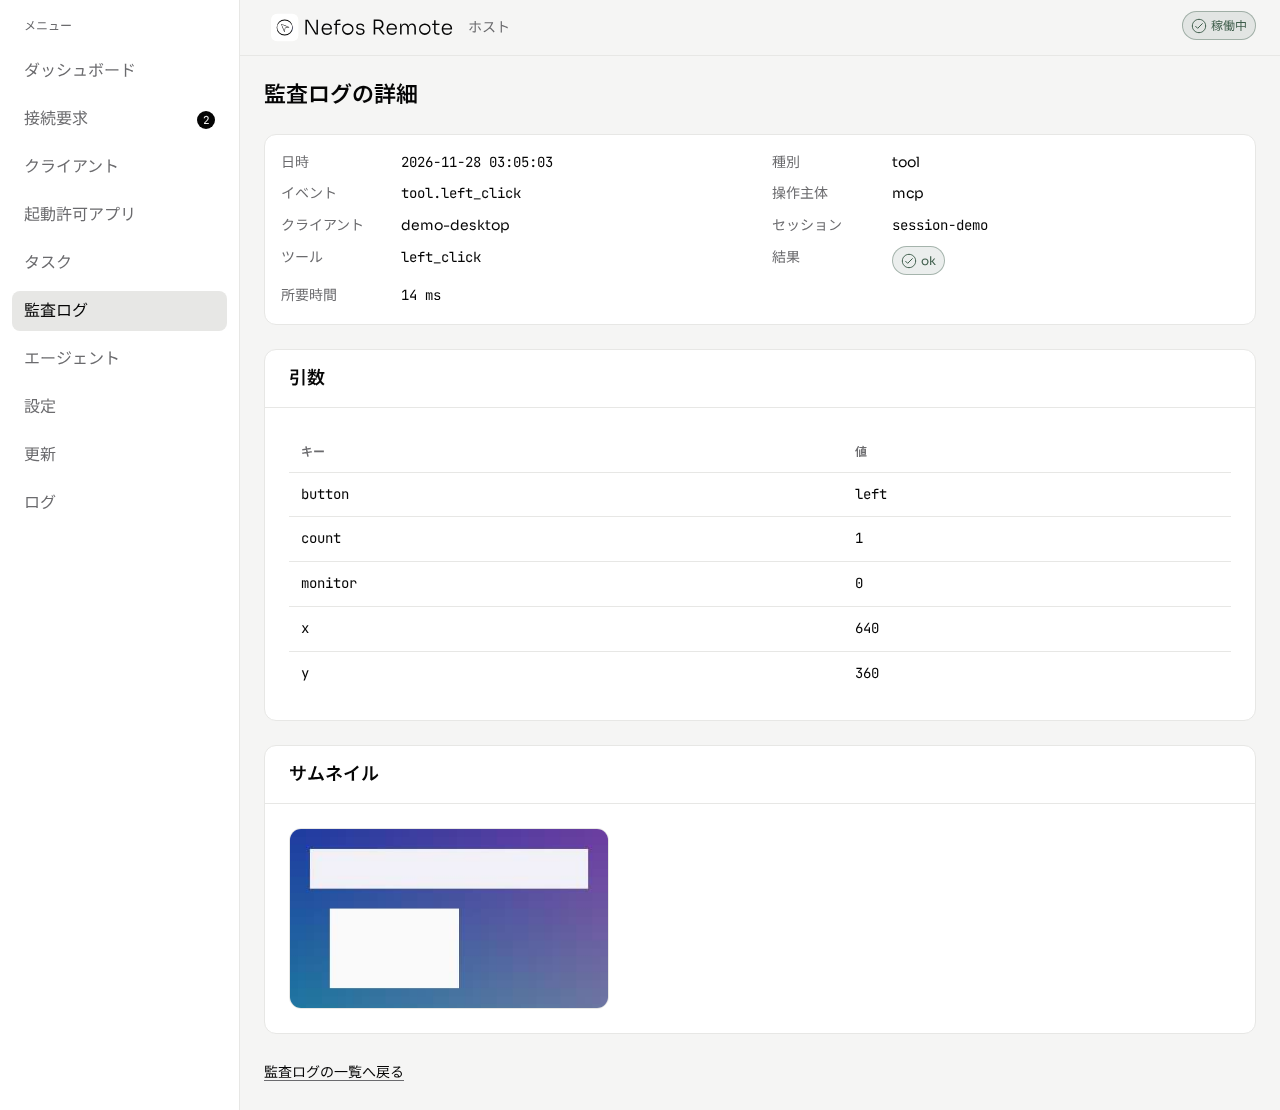 メニュー
ダッシュボード
接続要求 2
クライアント
起動許可アプリ
タスク
監査ログ
エージェント
設定
更新
ログ
Nefos Remote ホスト
稼働中
監査ログの詳細
日時 2026-11-28 03:05:03 種別 tool
イベント tool.left_click 操作主体 mcp
クライアント demo-desktop セッション session-demo
ツール left_click 結果 ok
所要時間 14 ms
引数
キー 値
button left
count 1
monitor 0
x 640
y 360
サムネイル
監査ログの一覧へ戻る